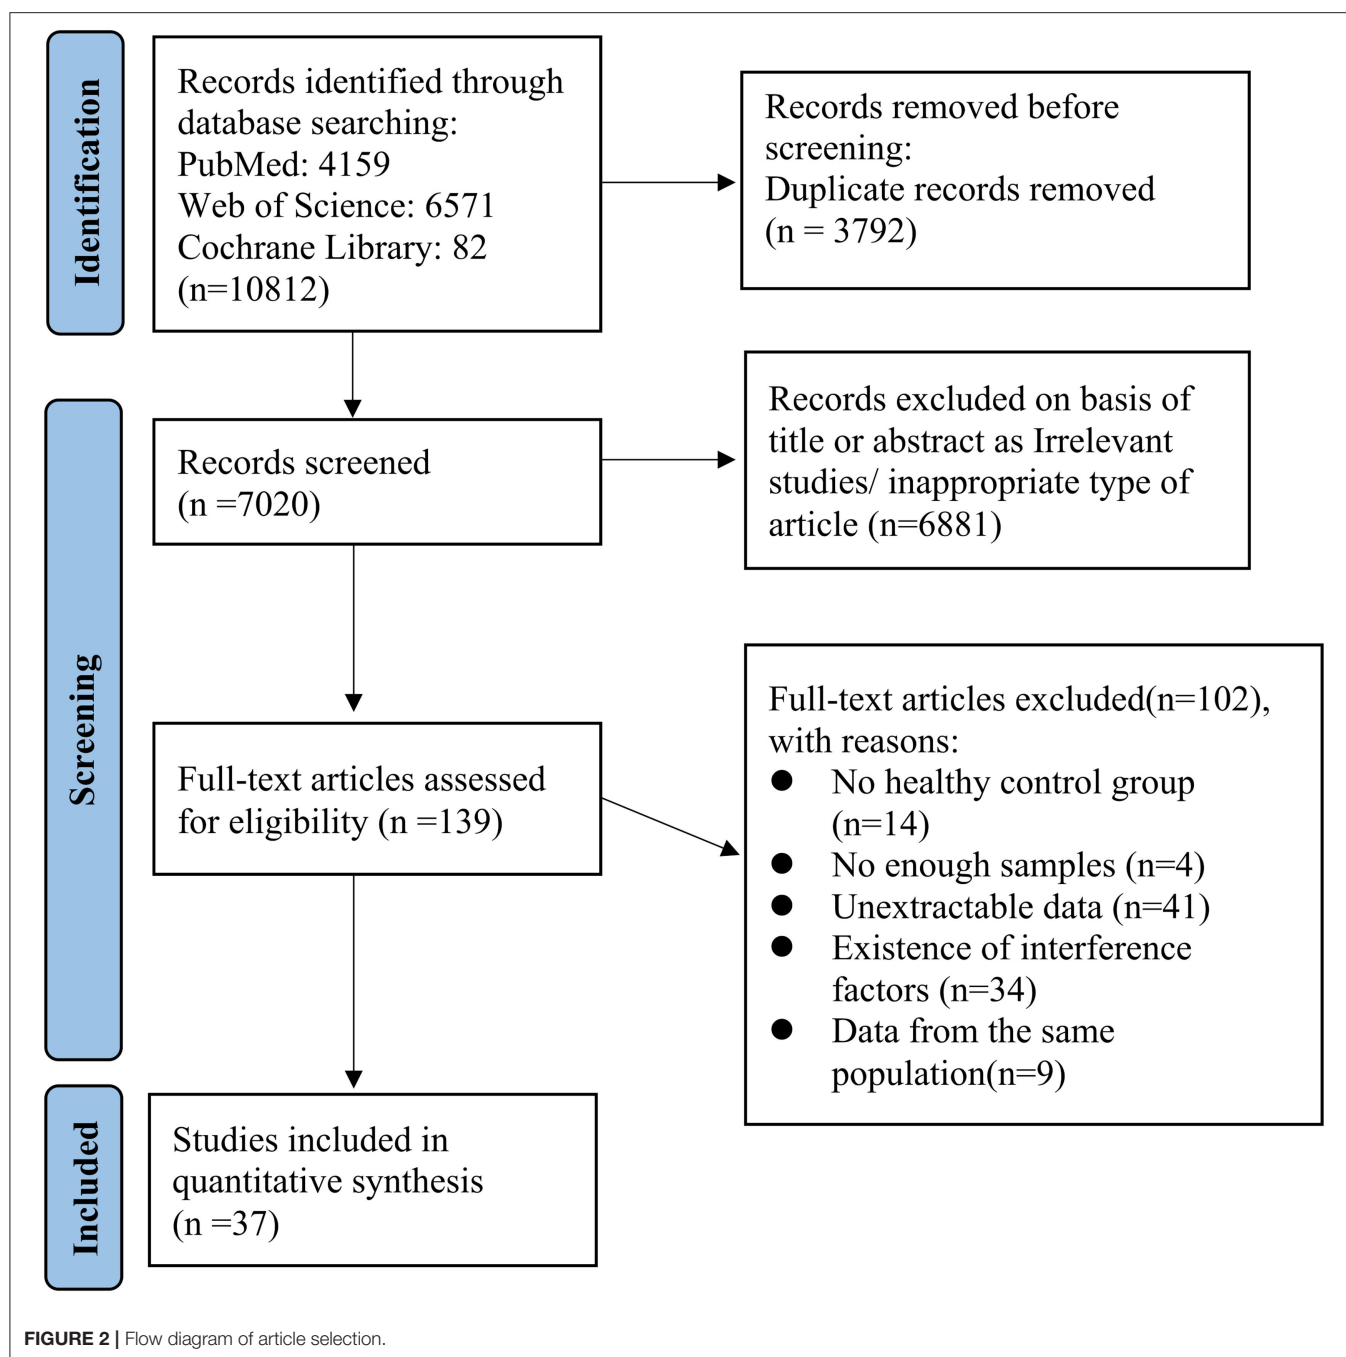 Identification
Records identified through
database searching:
PubMed: 4159
Web of Science: 6571
Cochrane Library: 82
(n=10812)
Records removed before
screening:
Duplicate records removed
(n = 3792)
Screening
Records screened
(n =7020)
Records excluded on basis of
title or abstract as Irrelevant
studies/ inappropriate type of
article (n=6881)
Full-text articles assessed
for eligibility (n =139)
Full-text articles excluded(n=102),
with reasons:
● No healthy control group
(n=14)
● No enough samples (n=4)
● Unextractable data (n=41)
● Existence of interference
factors (n=34)
● Data from the same
population(n=9)
Included
Studies included in
quantitative synthesis
(n =37)
FIGURE 2 | Flow diagram of article selection.